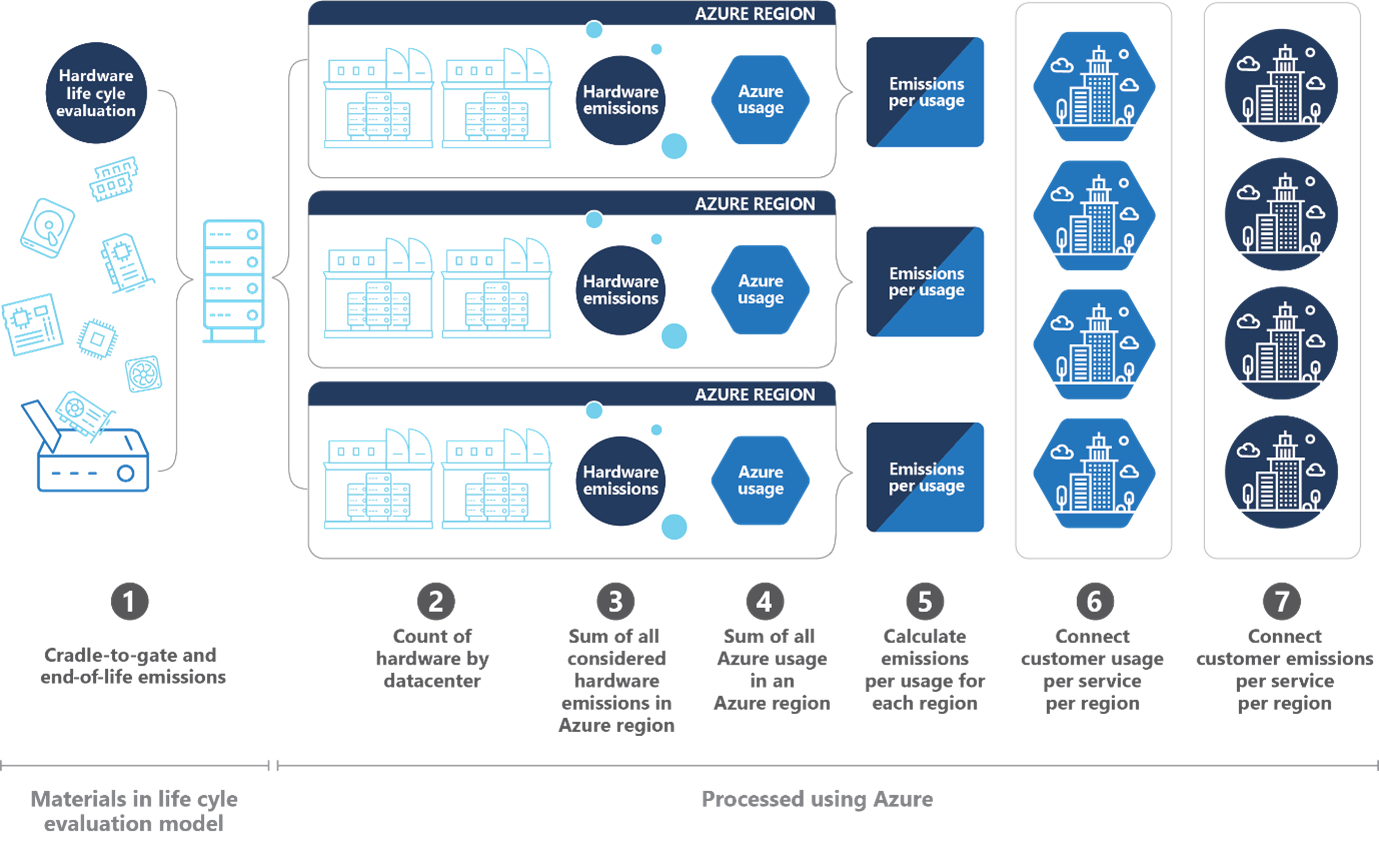 Hardware
life cyle
evaluation
AZURE REGION
Hardware
emissions
Azure
usage
Emissions
per usage
AZURE REGION
Hardware
emissions
Azure
usage
Emissions
per usage
AZURE REGION
Hardware
emissions
Azure
usage
Emissions
per usage
1
Cradle-to-gate and
end-of-life emissions
2
Count of
hardware by
datacenter
3
Sum of all
considered
hardware
emissions in
Azure region
4
Sum of all
Azure usage
in an
Azure region
5
Calculate
emissions
per usage for
each region
6
Connect
customer usage
per service
per region
7
Connect
customer emissions
per service
per region
Materials in life cyle
evaluation model
Processed using Azure